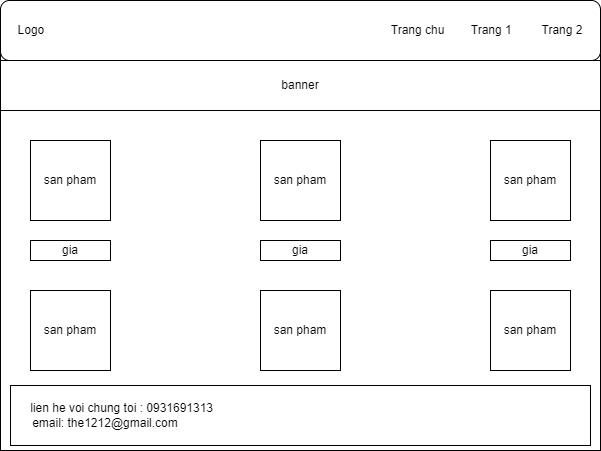 Logo Trang chu Trang 1 Trang 2
banner
san pham san pham san pham
gia gia gia
san pham san pham san pham
lien he voi chung toi : 0931691313
email: the1212@gmail.com